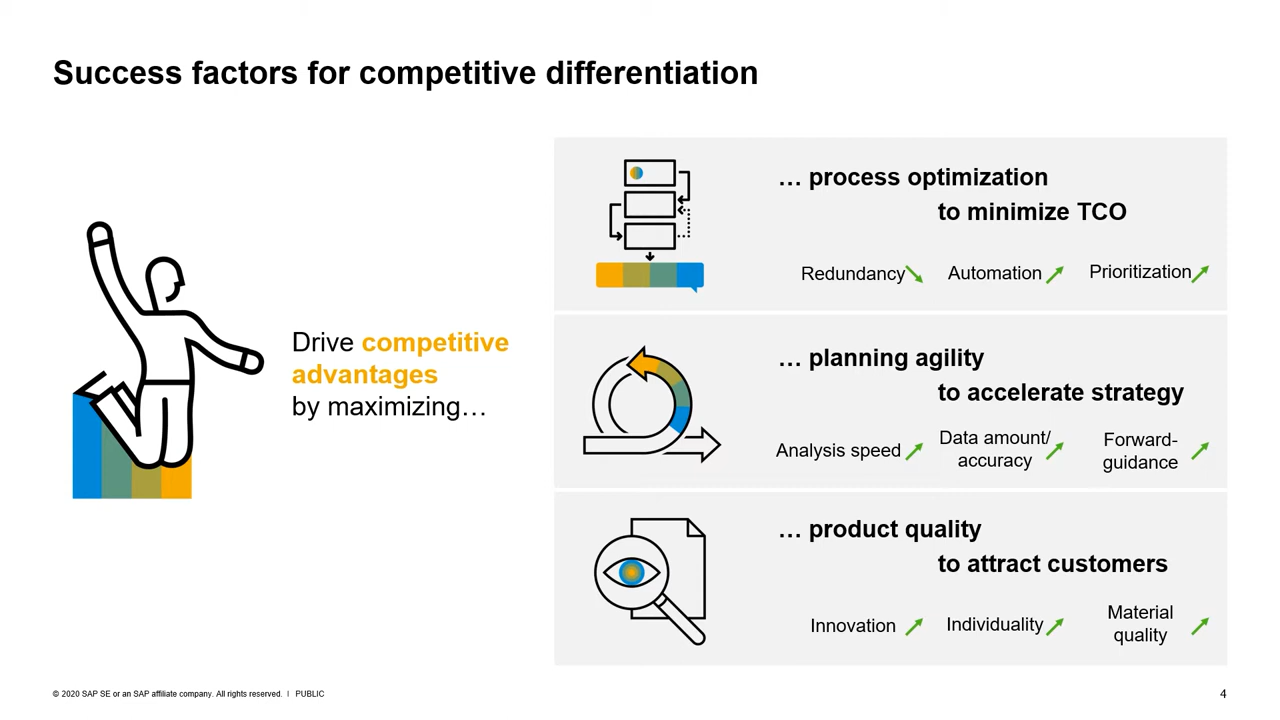 Success factors for competitive differentiation
Drive competitive
advantages
by maximizing…
… process optimization
to minimize TCO
Redundancy Automation Prioritization
… planning agility
to accelerate strategy
Analysis speed Data amount/ accuracy Forward- guidance
… product quality
to attract customers
Innovation Individuality Material quality
© 2020 SAP SE or an SAP affiliate company. All rights reserved. | PUBLIC
4